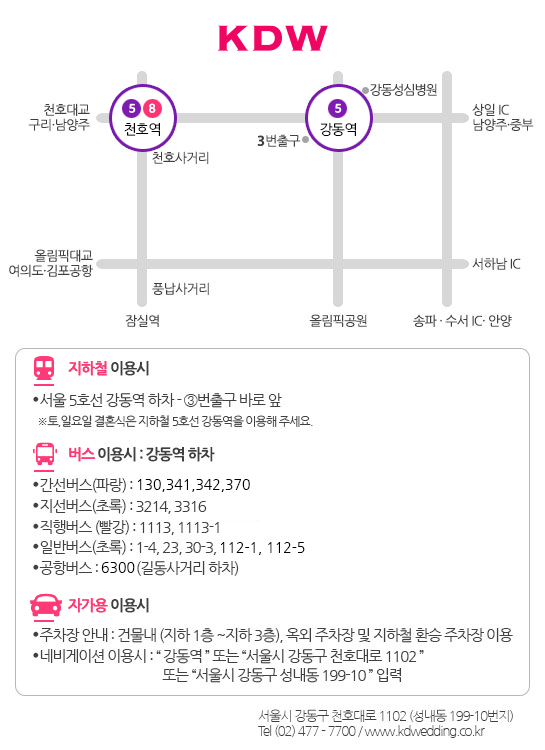 KDW
강동성심병원
천호대교
구리·남양주
5 8
천호역
5
강동역
상일 IC
남양주·중부
3번출구
천호사거리
올림픽대교
여의도·김포공항
서하남 IC
풍납사거리
잠실역
올림픽공원
송파 · 수서 IC· 안양
지하철 이용시
•서울 5호선 강동역 하차 - ③번출구 바로 앞
※토,일요일 결혼식은 지하철 5호선 강동역을 이용해 주세요.
버스 이용시 : 강동역 하차
•간선버스(파랑) : 130,341,342,370
•지선버스(초록) : 3214, 3316
•직행버스 (빨강) : 1113, 1113-1
•일반버스(초록) : 1-4, 23, 30-3, 112-1, 112-5
•공항버스 : 6300 (길동사거리 하차)
자가용 이용시
•주차장 안내 : 건물내 (지하 1층 ~지하 3층), 옥외 주차장 및 지하철 환승 주차장 이용
•네비게이션 이용시 : “ 강동역 ” 또는 “서울시 강동구 천호대로 1102 ”
또는 “서울시 강동구 성내동 199-10 ” 입력
서울시 강동구 천호대로 1102 (성내동 199-10번지)
Tel (02) 477 - 7700 / www.kdwedding.co.kr